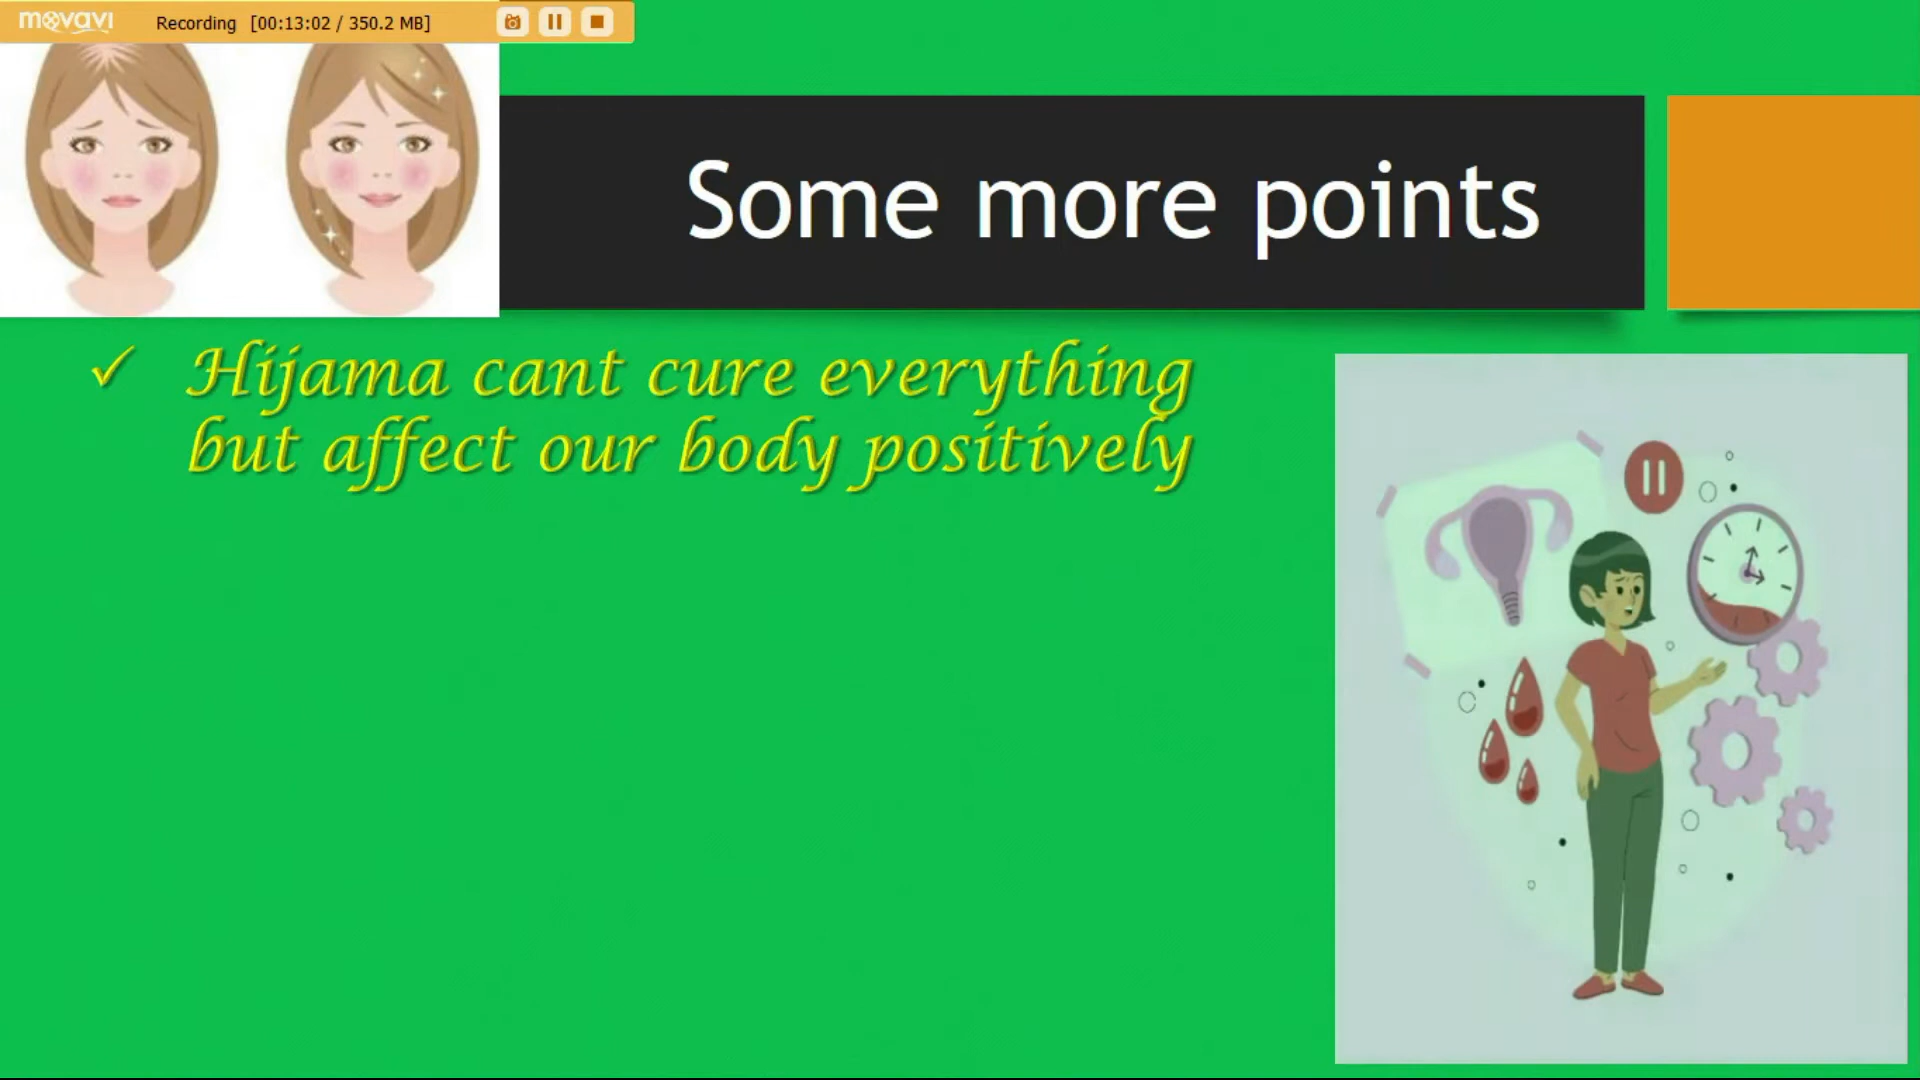 movavi Recording [00:13:02 / 350.2 MB]
Some more points
✓ Hijama cant cure everything
but affect our body positively